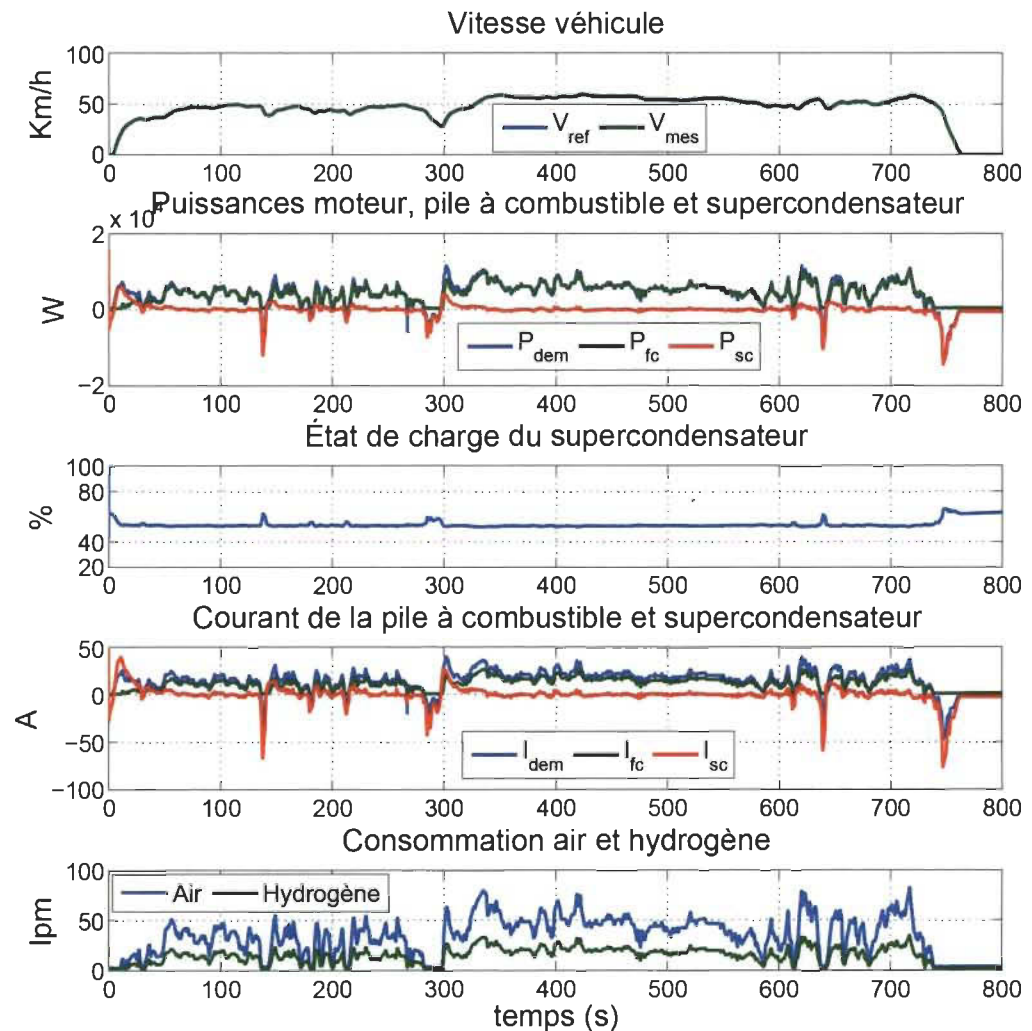 Vitesse véhicule
Km/h
100
50
0
V_ref V_mes
0 100 200 300 400 500 600 700 800
Puissances moteur, pile à combustible et supercondensateur
x 10
W
2
0
−2
P_dem P_fc P_sc
0 100 200 300 400 500 600 700 800
État de charge du supercondensateur
%
100
80
40
20
0 100 200 300 400 500 600 700 800
Courant de la pile à combustible et supercondensateur
A
50
0
−50
−100
I_dem I_fc I_sc
0 100 200 300 400 500 600 700 800
Consommation air et hydrogène
lpm
100
50
0
Air Hydrogène
0 100 200 300 400 500 600 700 800
temps (s)